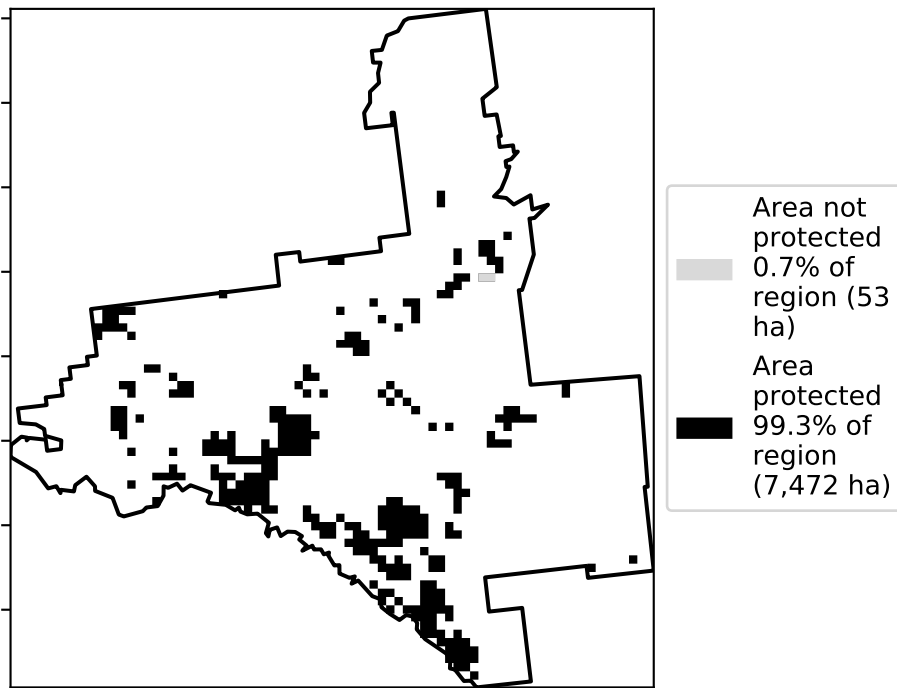 Area not
protected
0.7% of
region (53
ha)
Area
protected
99.3% of
region
(7,472 ha)